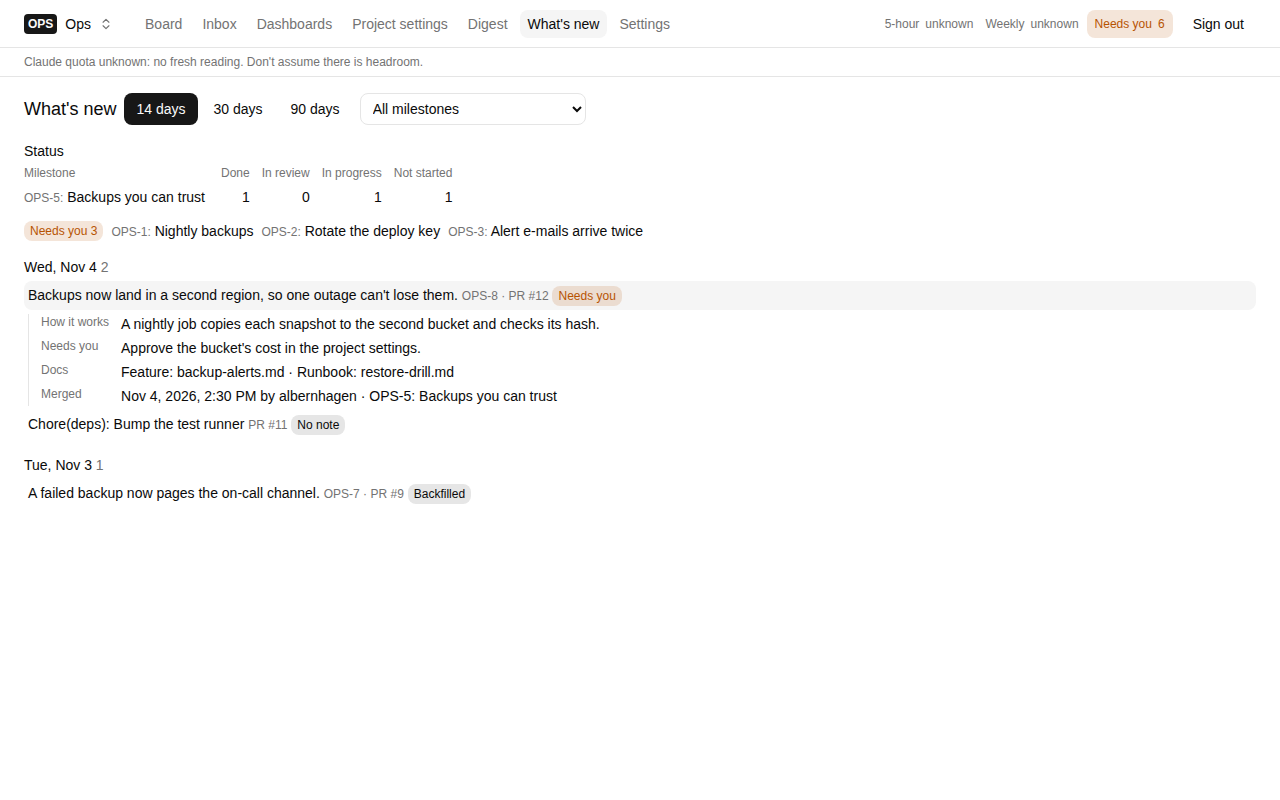 OPS Ops Board Inbox Dashboards Project settings Digest What's new Settings 5-hour unknown Weekly unknown Needs you 6 Sign out
Claude quota unknown: no fresh reading. Don't assume there is headroom.
What's new 14 days 30 days 90 days All milestones
Status
Milestone Done In review In progress Not started
OPS-5: Backups you can trust 1 0 1 1
Needs you 3 OPS-1: Nightly backups OPS-2: Rotate the deploy key OPS-3: Alert e-mails arrive twice
Wed, Nov 4 2
Backups now land in a second region, so one outage can't lose them. OPS-8 · PR #12 Needs you
How it works A nightly job copies each snapshot to the second bucket and checks its hash.
Needs you Approve the bucket's cost in the project settings.
Docs Feature: backup-alerts.md · Runbook: restore-drill.md
Merged Nov 4, 2026, 2:30 PM by albernhagen · OPS-5: Backups you can trust
Chore(deps): Bump the test runner PR #11 No note
Tue, Nov 3 1
A failed backup now pages the on-call channel. OPS-7 · PR #9 Backfilled